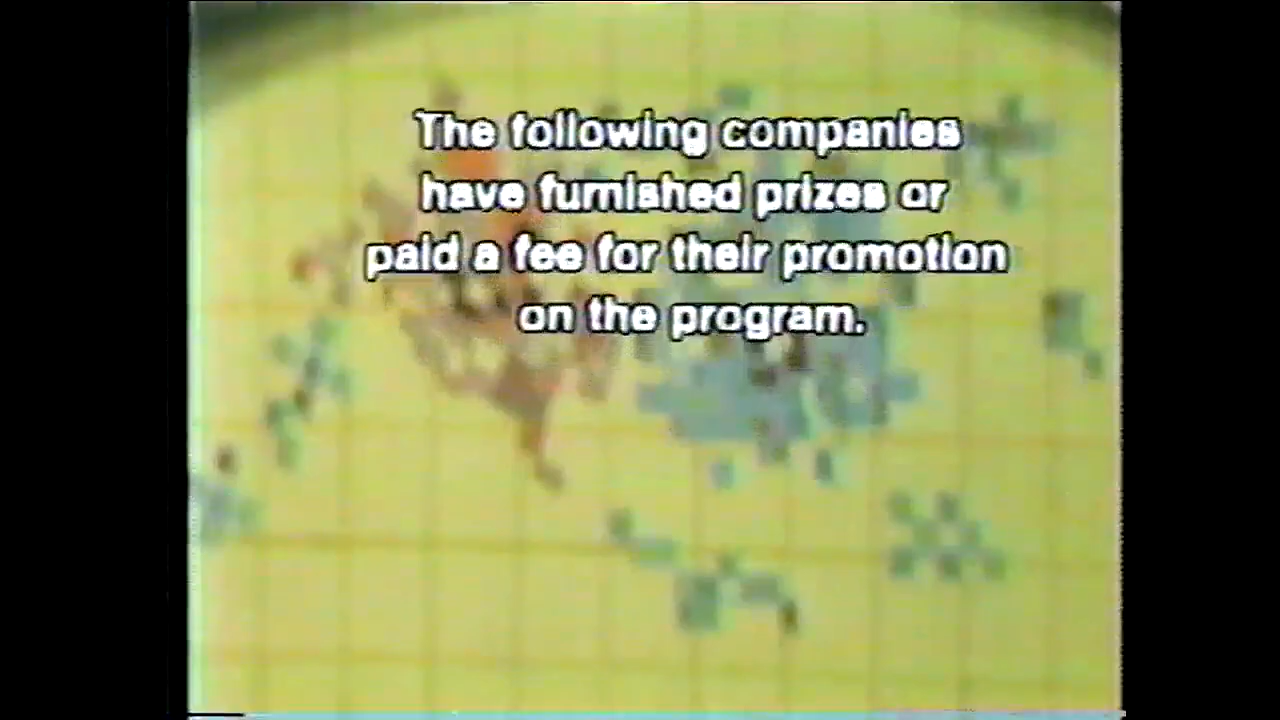 The following companies
have furnished prizes or
paid a fee for their promotion
on the program.